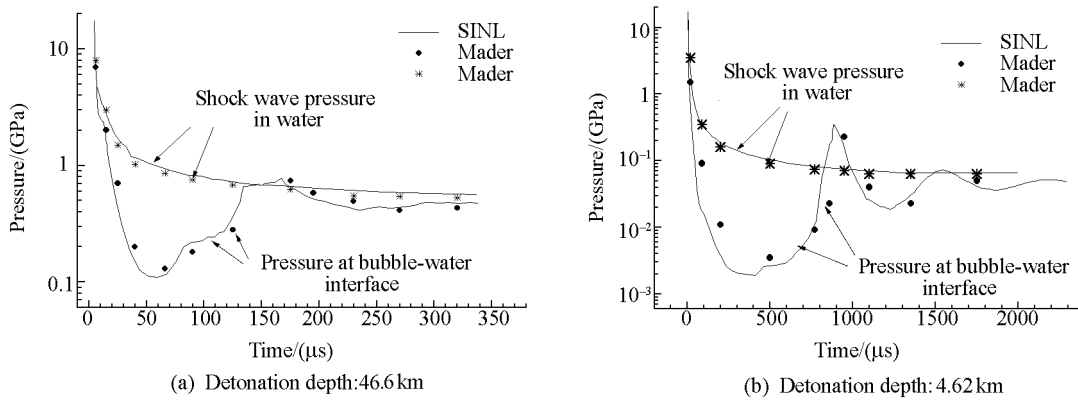 10
1
0.1
Pressure/(GPa)
0 50 100 150 200 250 300 350
Time/(μs)
SINL
Mader
Mader
Shock wave pressure
in water
Pressure at bubble-water
interface
(a) Detonation depth:46.6 km
10
1
10⁻¹
10⁻²
10⁻³
Pressure/(GPa)
0 500 1000 1500 2000
Time/(μs)
SINL
Mader
Mader
Shock wave pressure
in water
Pressure at bubble-water
interface
(b) Detonation depth: 4.62 km